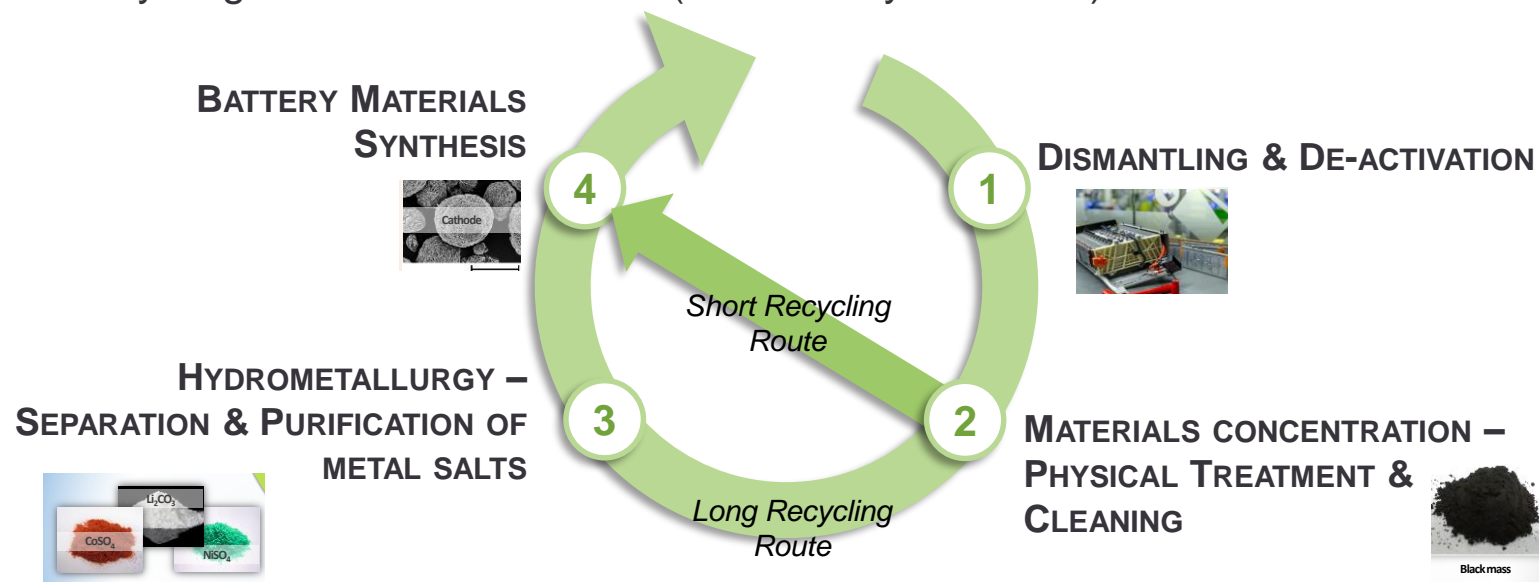 BATTERY MATERIALS
SYNTHESIS
4
Cathode
1
DISMANTLING & DE-ACTIVATION
Short Recycling
Route
HYDROMETALLURGY –
SEPARATION & PURIFICATION OF
METAL SALTS
3
Li₂CO₃
CoSO₄
NiSO₄
2
MATERIALS CONCENTRATION –
PHYSICAL TREATMENT &
CLEANING
Black mass
Long Recycling
Route